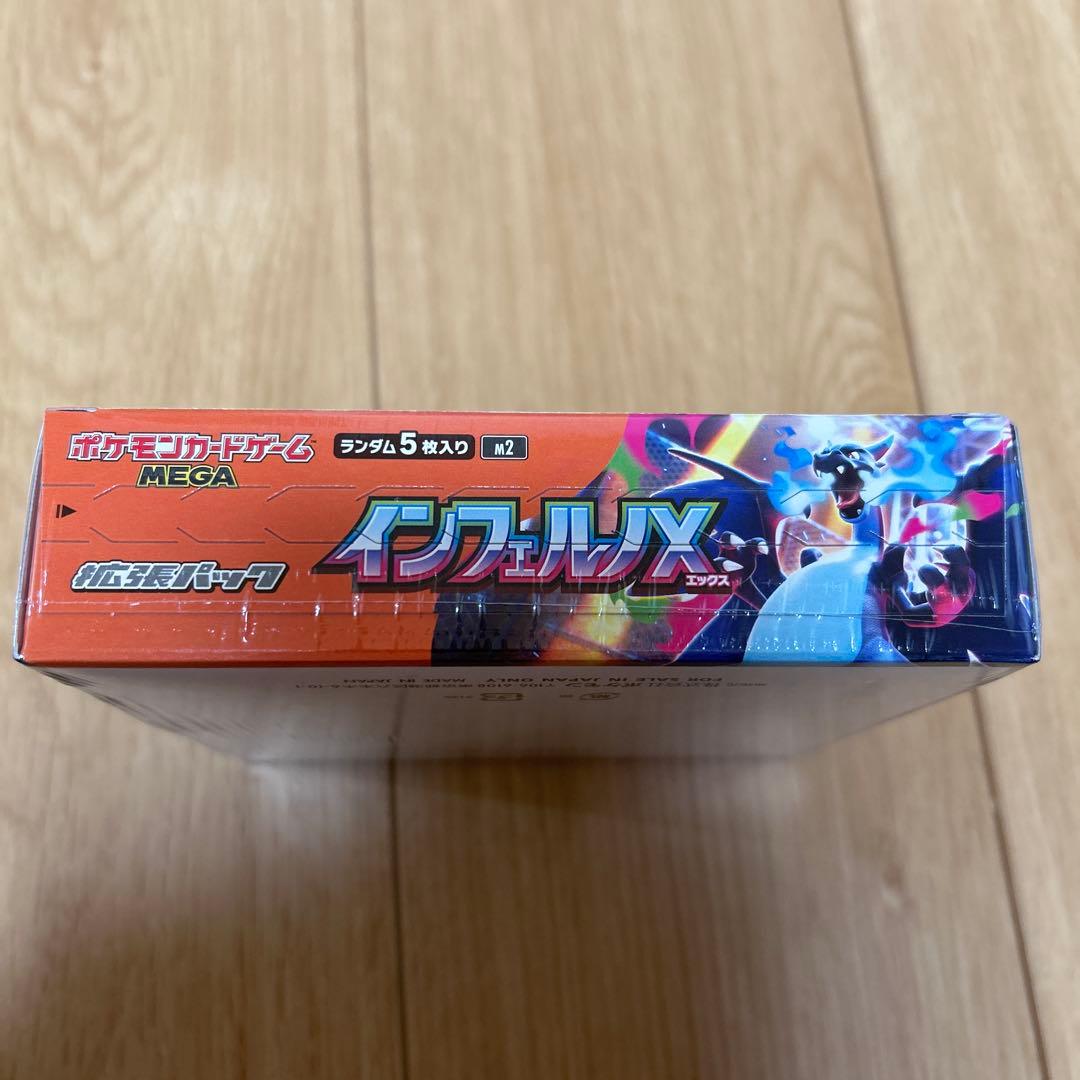 ポケモンカードゲーム™
MEGA
ランダム5枚入り
M2
拡張パック
インフェルノX
エックス
FOR SALE IN JAPAN ONLY MADE IN JAPAN